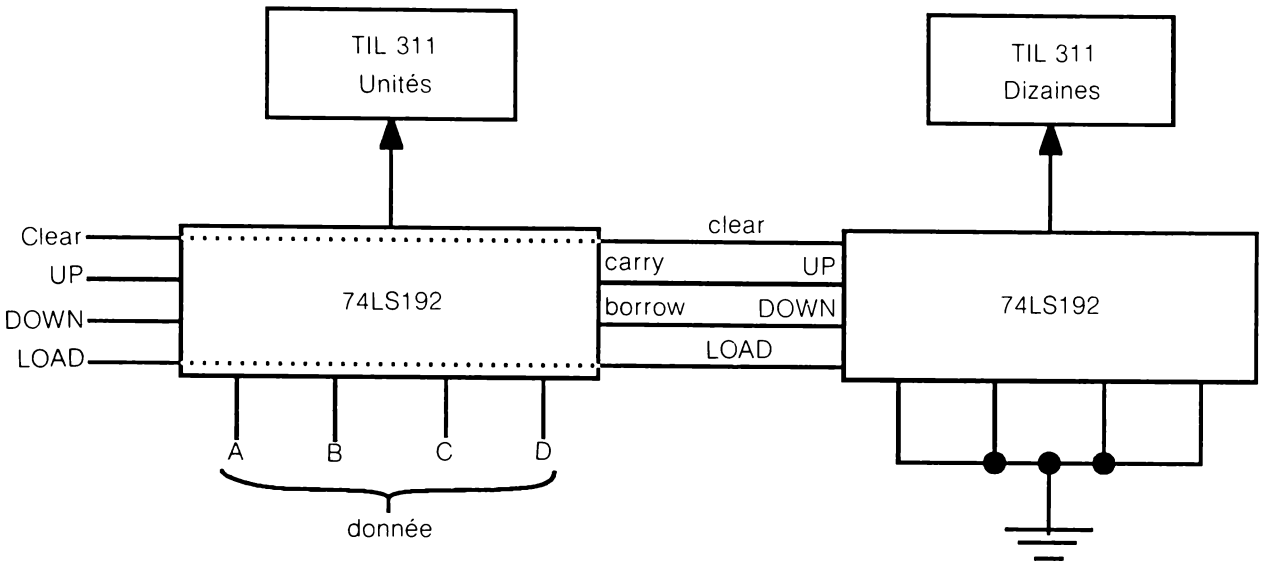 TIL 311
Unités
TIL 311
Dizaines
Clear
UP
DOWN
LOAD
74LS192
clear
carry
UP
borrow
DOWN
LOAD
74LS192
A
B
C
D
donnée